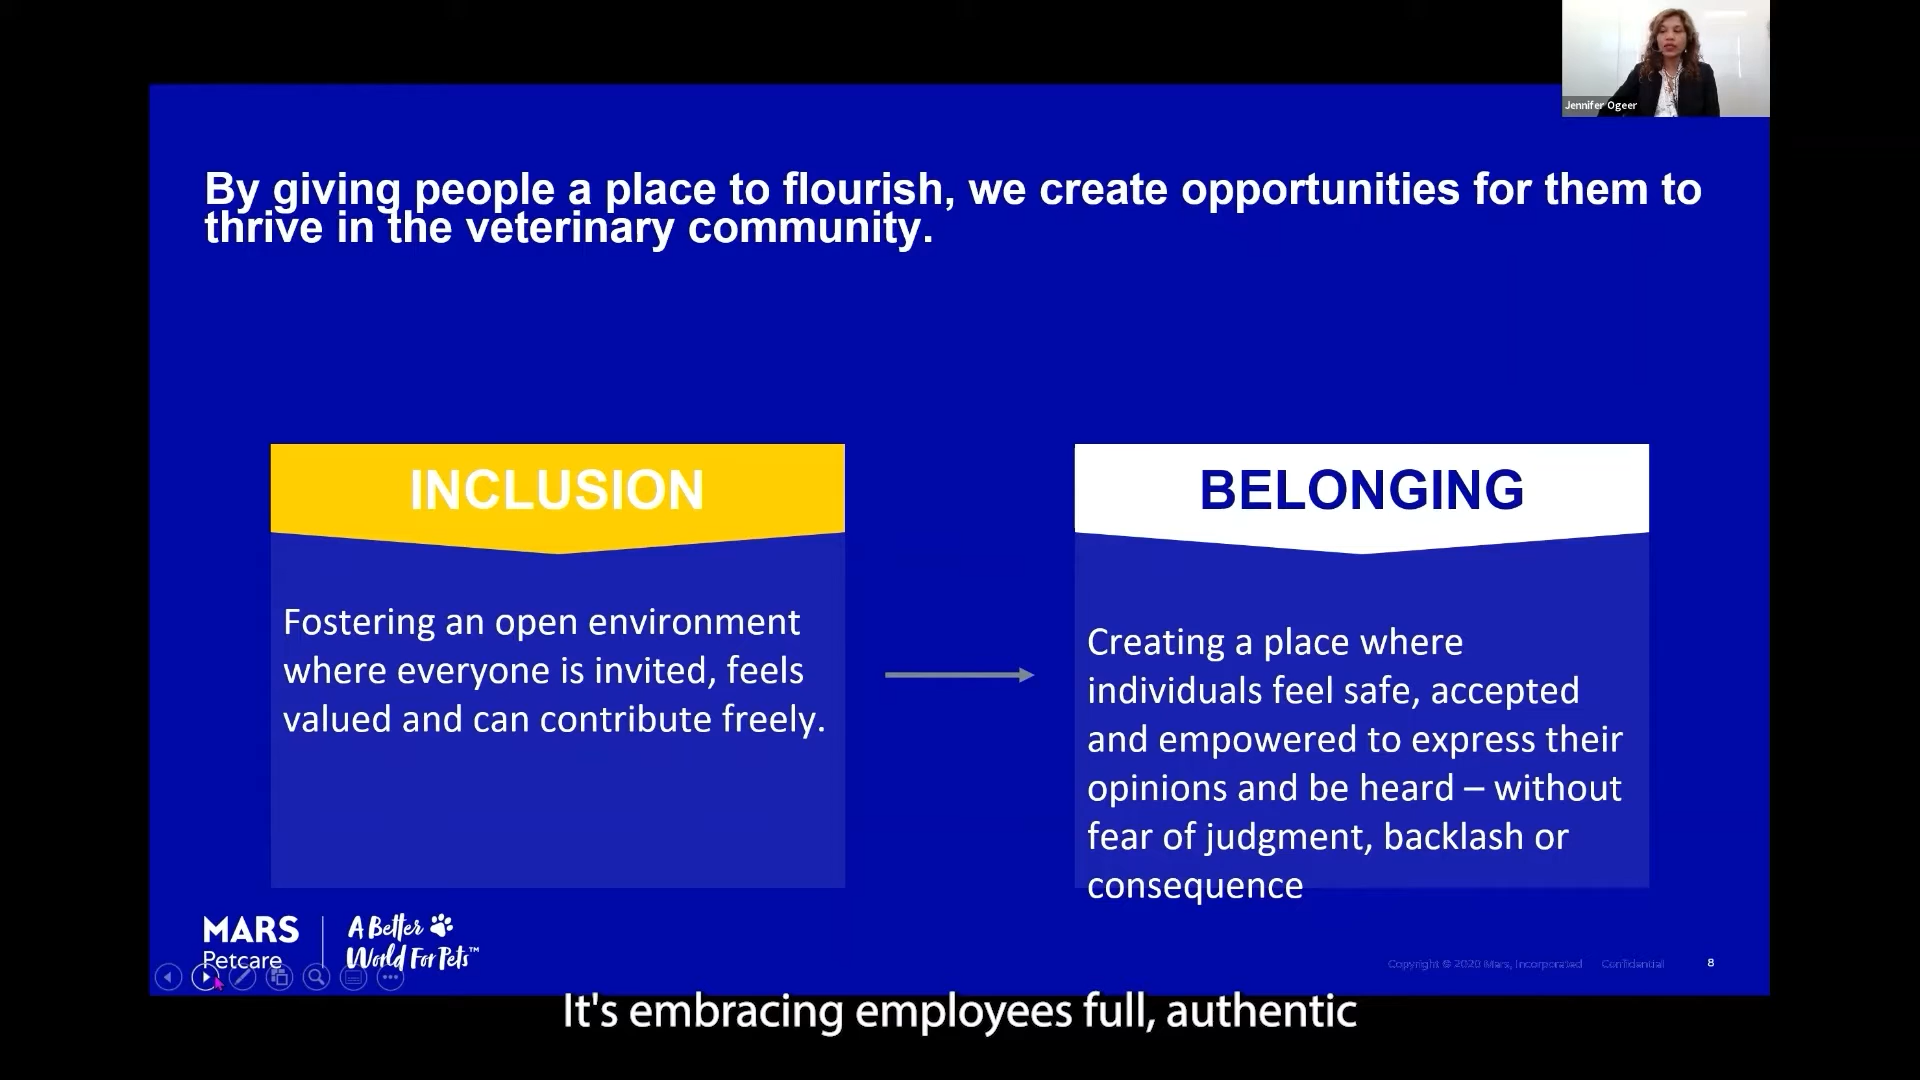 Jennifer Ogeer
By giving people a place to flourish, we create opportunities for them to
thrive in the veterinary community.
INCLUSION
Fostering an open environment
where everyone is invited, feels
valued and can contribute freely.
BELONGING
Creating a place where
individuals feel safe, accepted
and empowered to express their
opinions and be heard – without
fear of judgment, backlash or
consequence
MARS
Petcare
A Better
World For Pets™
Copyright © 2020 Mars, Incorporated Confidential 8
It's embracing employees full, authentic